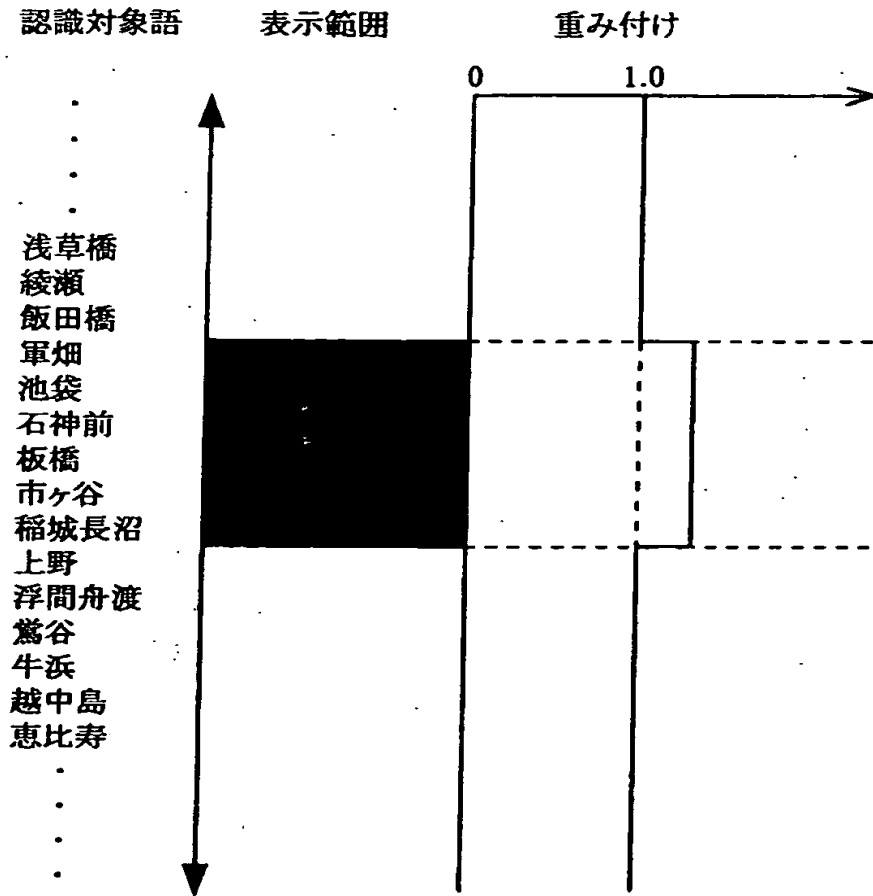 認識対象語 表示範囲 重み付け
0 1.0
浅草橋
綾瀬
飯田橋
軍畑
池袋
石神前
板橋
市ヶ谷
稲城長沼
上野
浮間舟渡
鶯谷
牛浜
越中島
恵比寿